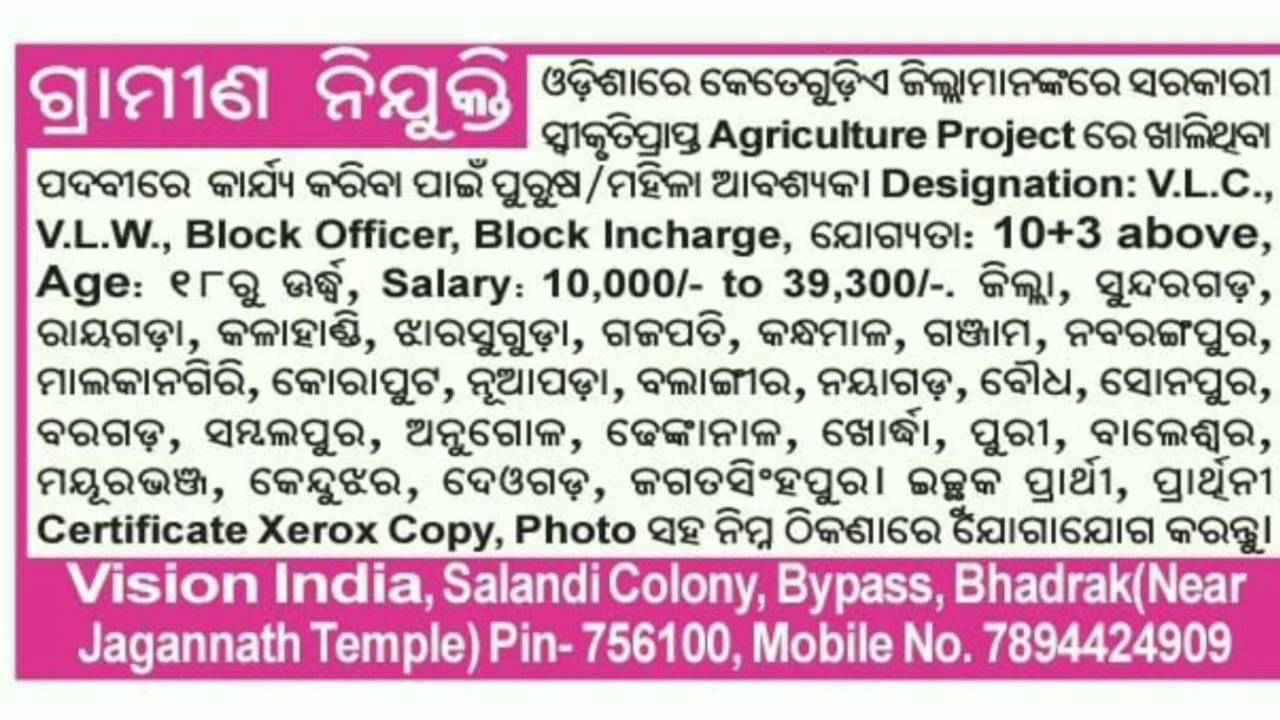 ଗ୍ରାମୀଣ ନିଯୁକ୍ତି
ଓଡ଼ିଶାରେ କେତେଗୁଡ଼ିଏ ଜିଲ୍ଲାମାନଙ୍କରେ ସରକାରୀ
ସ୍ୱୀକୃତିପ୍ରାପ୍ତ Agriculture Project ରେ ଖାଲିଥିବା
ପଦବୀରେ କାର୍ଯ୍ୟ କରିବା ପାଇଁ ପୁରୁଷ/ମହିଳା ଆବଶ୍ୟକ। Designation: V.L.C.,
V.L.W., Block Officer, Block Incharge, ଯୋଗ୍ୟତା: 10+3 above,
Age: ୧୮ରୁ ଊର୍ଦ୍ଧ୍ୱ, Salary: 10,000/- to 39,300/-. ଜିଲ୍ଲା, ସୁନ୍ଦରଗଡ଼,
ରାୟଗଡ଼ା, କଳାହାଣ୍ଡି, ଝାରସୁଗୁଡ଼ା, ଗଜପତି, କନ୍ଧମାଳ, ଗଞ୍ଜାମ, ନବରଙ୍ଗପୁର,
ମାଲକାନଗିରି, କୋରାପୁଟ, ନୂଆପଡ଼ା, ବଲାଙ୍ଗୀର, ନୟାଗଡ଼, ବୌଧ, ସୋନପୁର,
ବରଗଡ଼, ସମ୍ବଲପୁର, ଅନୁଗୋଳ, ଢେଙ୍କାନାଳ, ଖୋର୍ଦ୍ଧା, ପୁରୀ, ବାଲେଶ୍ୱର,
ମୟୂରଭଞ୍ଜ, କେନ୍ଦୁଝର, ଦେଓଗଡ଼, ଜଗତସିଂହପୁର। ଇଚ୍ଛୁକ ପ୍ରାର୍ଥୀ, ପ୍ରାର୍ଥିନୀ
Certificate Xerox Copy, Photo ସହ ନିମ୍ନ ଠିକଣାରେ ଯୋଗାଯୋଗ କରନ୍ତୁ।
Vision India, Salandi Colony, Bypass, Bhadrak(Near
Jagannath Temple) Pin- 756100, Mobile No. 7894424909